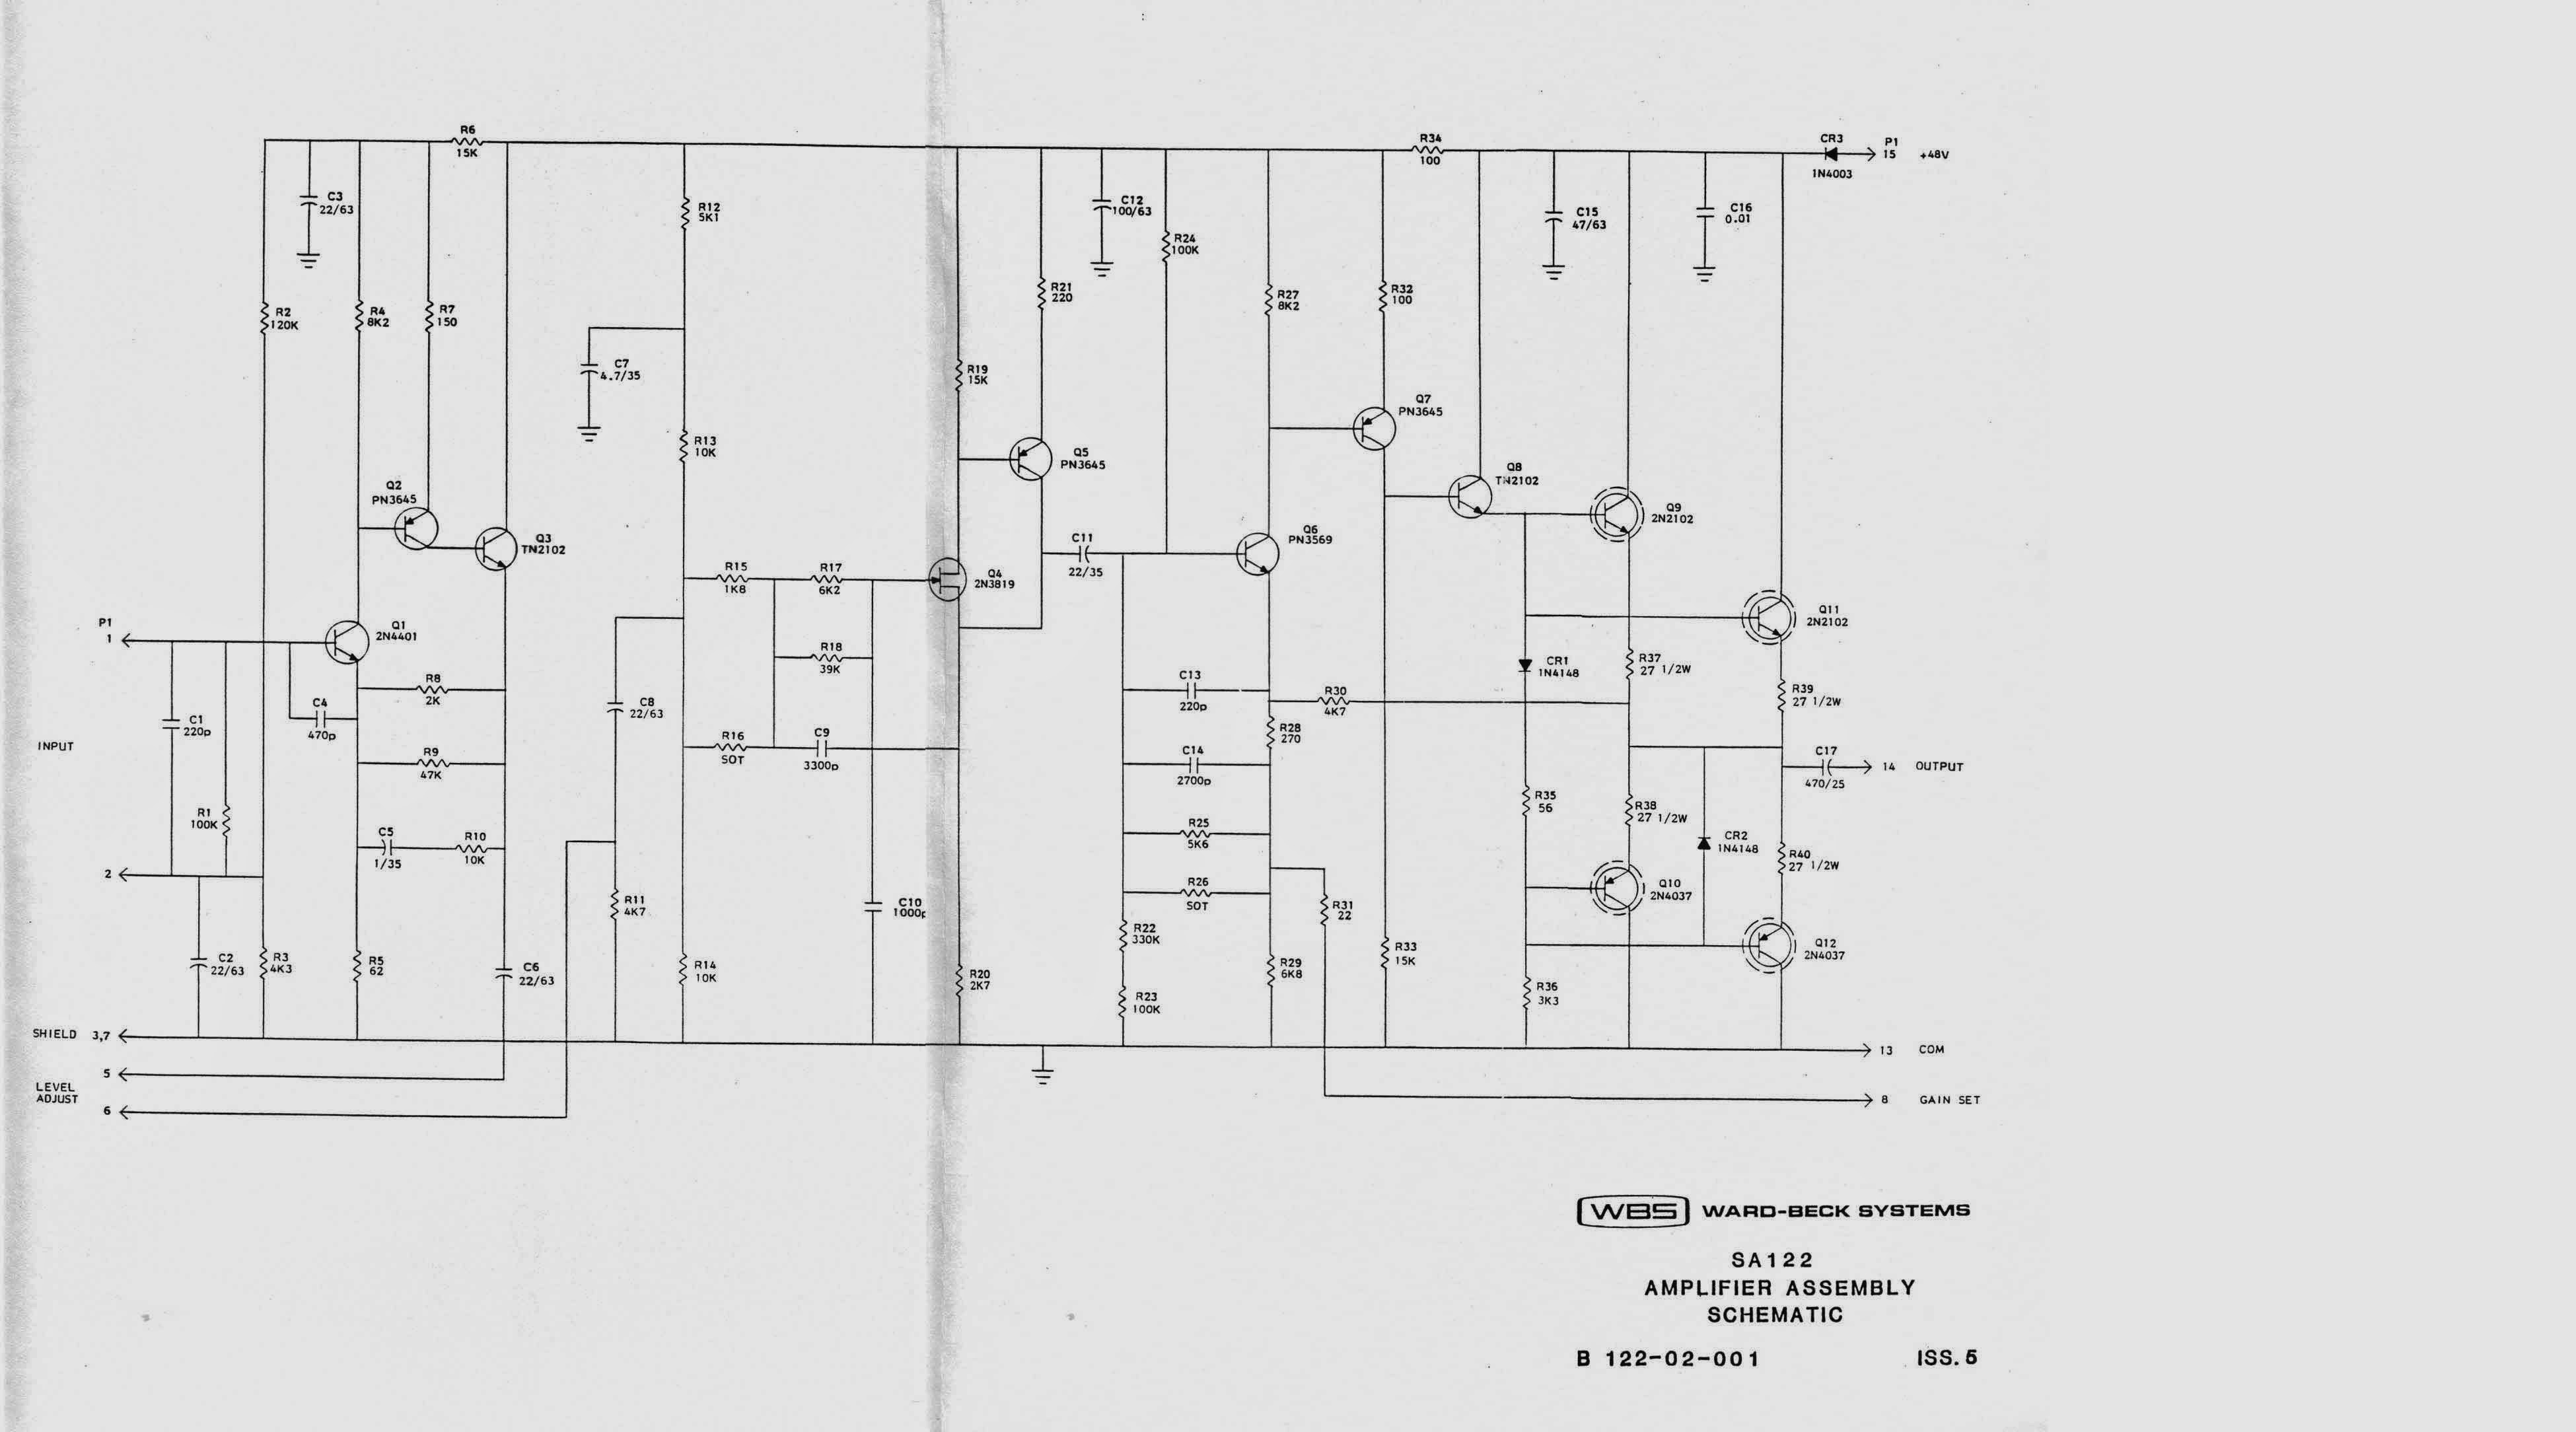 R6
15K
R34
100
CR3
1N4003
P1
15 +48V
C3
22/63
R12
5K1
C12
100/63
C15
47/63
C16
0.01
R24
100K
R2
120K
R4
8K2
R7
150
R21
220
R27
8K2
R32
100
C7
4.7/35
R19
15K
Q7
PN3645
R13
10K
Q5
PN3645
Q2
PN3645
Q8
TN2102
Q9
2N2102
Q3
TN2102
C11
22/35
Q6
PN3569
R15
1K8
R17
6K2
Q4
2N3819
P1
1
Q1
2N4401
Q11
2N2102
R18
39K
CR1
1N4148
R37
27 1/2W
R8
2K
C13
220p
R30
4K7
R39
27 1/2W
C1
220p
C4
470p
C8
22/63
R28
270
INPUT
R9
47K
R16
SOT
C9
3300p
C14
2700p
C17
470/25
14 OUTPUT
R1
100K
R35
56
R38
27 1/2W
C5
1/35
R10
10K
R25
5K6
CR2
1N4148
R40
27 1/2W
2
R11
4K7
C10
1000p
R26
SOT
R31
22
Q10
2N4037
R22
330K
R33
15K
Q12
2N4037
C2
22/63
R3
4K3
R5
62
C6
22/63
R14
10K
R20
2K7
R29
6K8
R23
100K
R36
3K3
SHIELD 3,7
13 COM
5
LEVEL
ADJUST
6
8 GAIN SET
WBS WARD-BECK SYSTEMS
SA122
AMPLIFIER ASSEMBLY
SCHEMATIC
B 122-02-001 ISS. 5